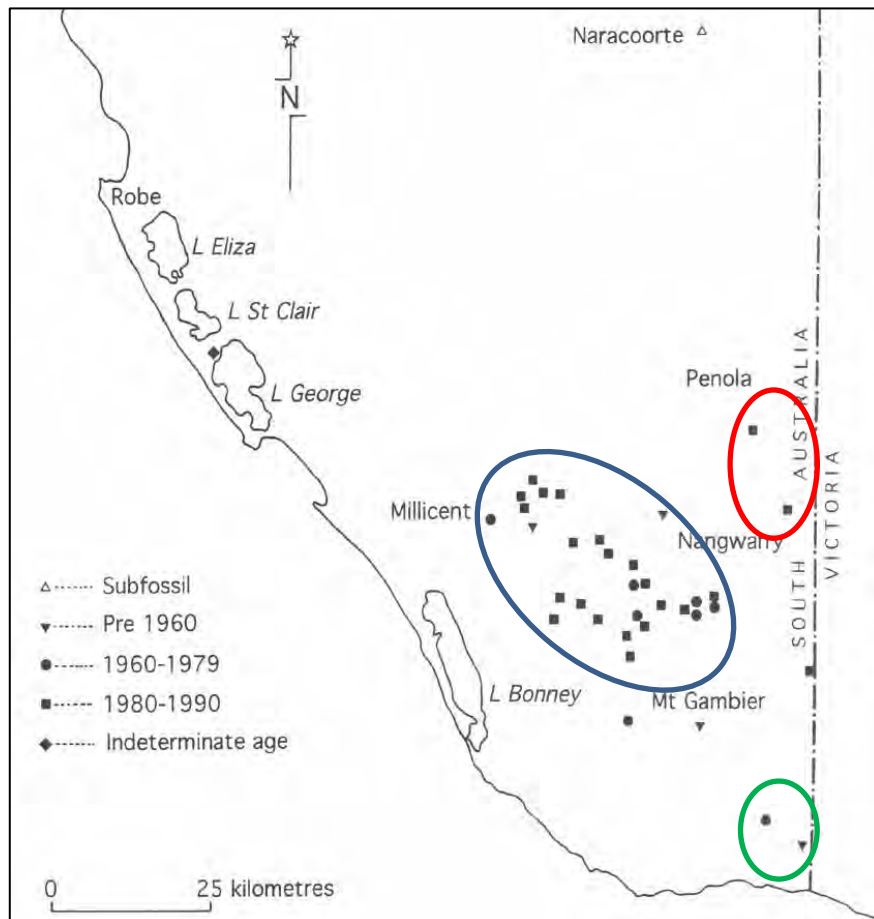 Naracoorte
N
Robe
L Eliza
L St Clair
L George
Penola
SOUTH AUSTRALIA
VICTORIA
Millicent
Nangwarry
Subfossil
Pre 1960
1960-1979
1980-1990
Indeterminate age
L Bonney
Mt Gambier
0 25 kilometres